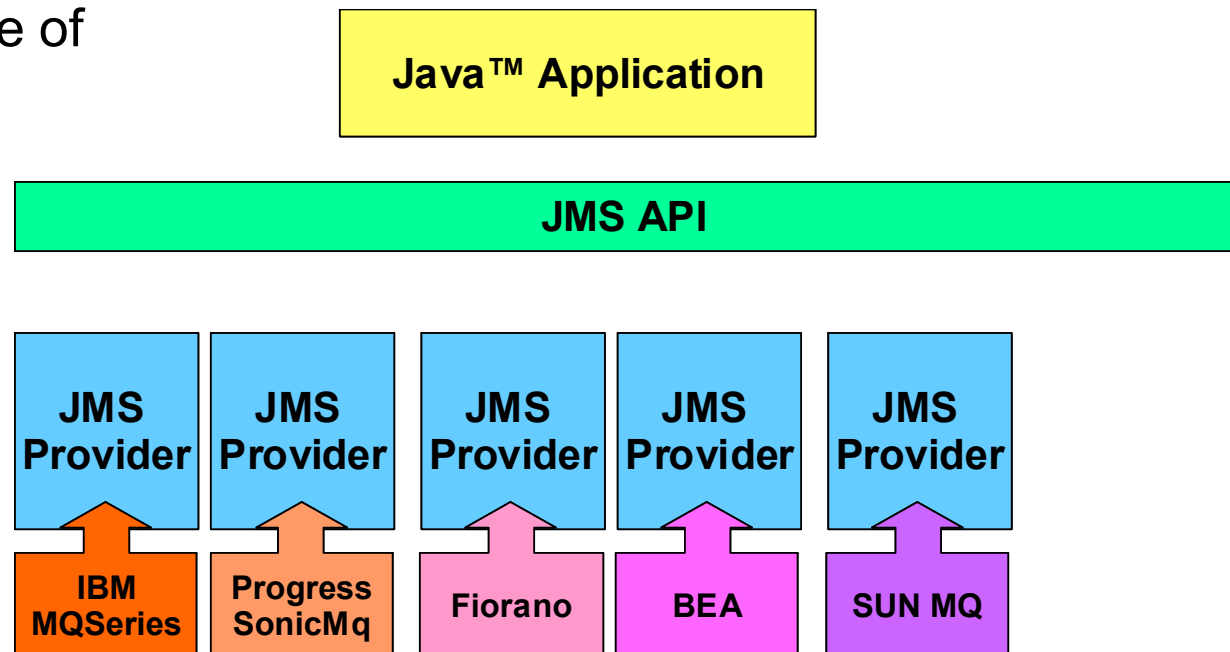 e of
Java™ Application
JMS API
JMS
Provider
JMS
Provider
JMS
Provider
JMS
Provider
JMS
Provider
IBM
MQSeries
Progress
SonicMq
Fiorano
BEA
SUN MQ